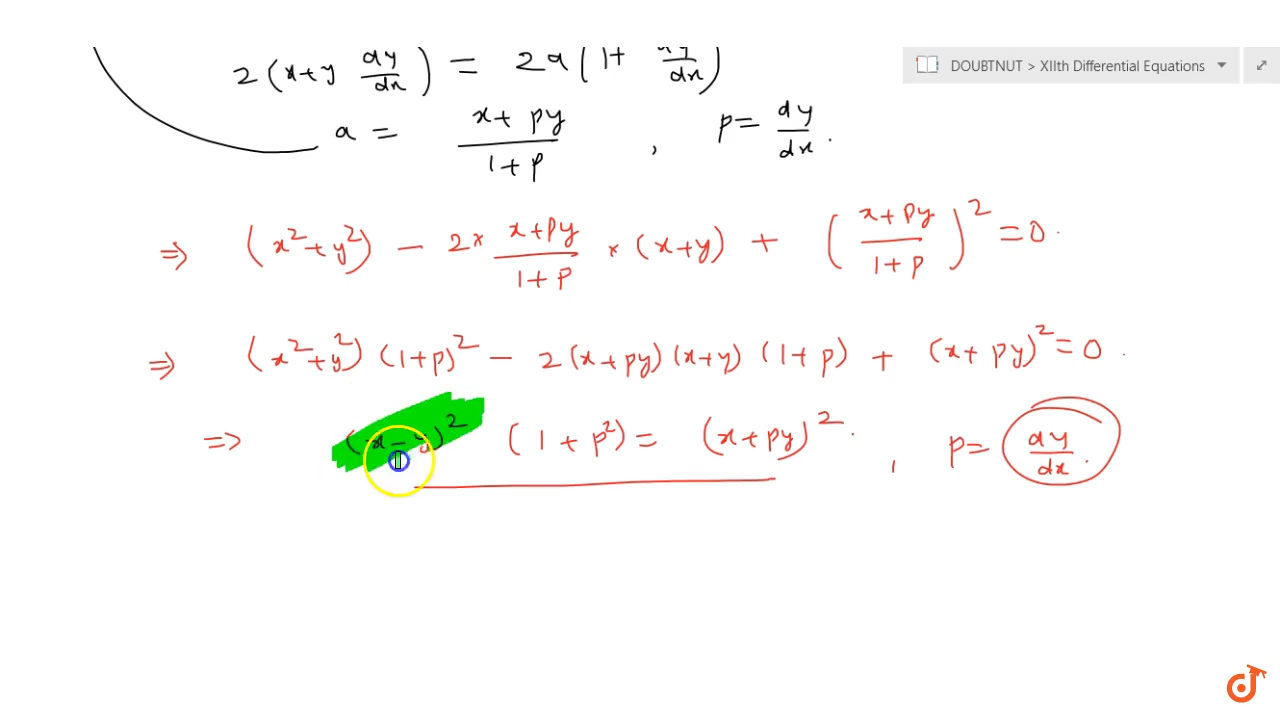 2(x+y dy/dx) = 2a(1+ dy/dx)
DOUBTNUT > XIIth Differential Equations
a = (x+py)/(1+p) , p = dy/dx .
⇒ (x²+y²) − 2 × (x+py)/(1+p) × (x+y) + ((x+py)/(1+p))² = 0 .
⇒ (x²+y²) (1+p)² − 2(x+py)(x+y) (1+p) + (x+py)² = 0 .
⇒ (x−y)² (1+p²) = (x+py)² . , p = dy/dx .